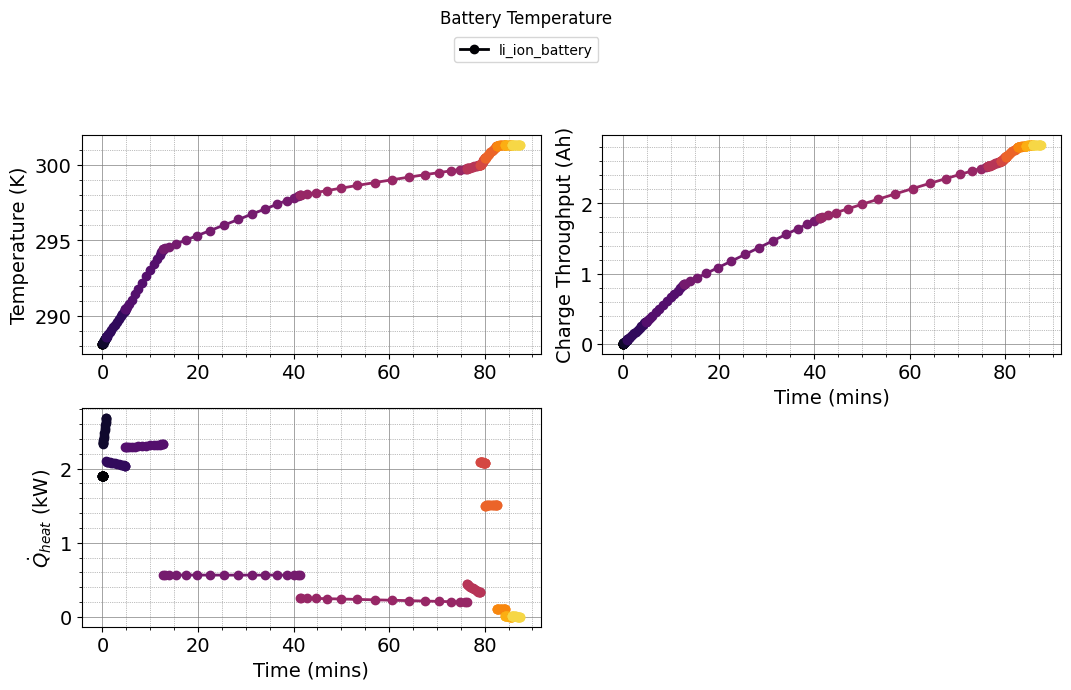 Battery Temperature
li_ion_battery
Temperature (K)
300
295
290
0 20 40 60 80
Charge Throughput (Ah)
2
1
0
0 20 40 60 80
Time (mins)
Q̇heat (kW)
2
1
0
0 20 40 60 80
Time (mins)